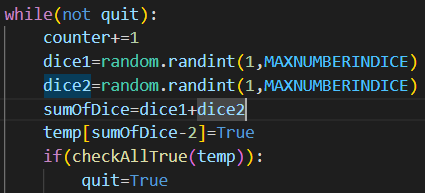 while(not quit):
counter+=1
dice1=random.randint(1,MAXNUMBERINDICE)
dice2=random.randint(1,MAXNUMBERINDICE)
sumOfDice=dice1+dice2
temp[sumOfDice-2]=True
if(checkAllTrue(temp)):
quit=True